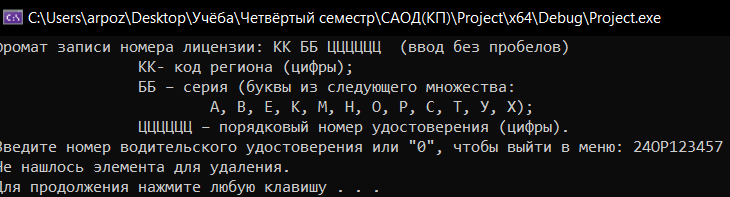 C:\Users\arpoz\Desktop\Учёба\Четвёртый семестр\САОД(КП)\Project\x64\Debug\Project.exe
Формат записи номера лицензии: КК ББ ЦЦЦЦЦЦ (ввод без пробелов)
КК- код региона (цифры);
ББ – серия (буквы из следующего множества:
А, В, Е, К, М, Н, О, Р, С, Т, У, Х);
ЦЦЦЦЦЦ – порядковый номер удостоверения (цифры).
Введите номер водительского удостоверения или "0", чтобы выйти в меню: 24ОР123457
Не нашлось элемента для удаления.
Для продолжения нажмите любую клавишу . . .